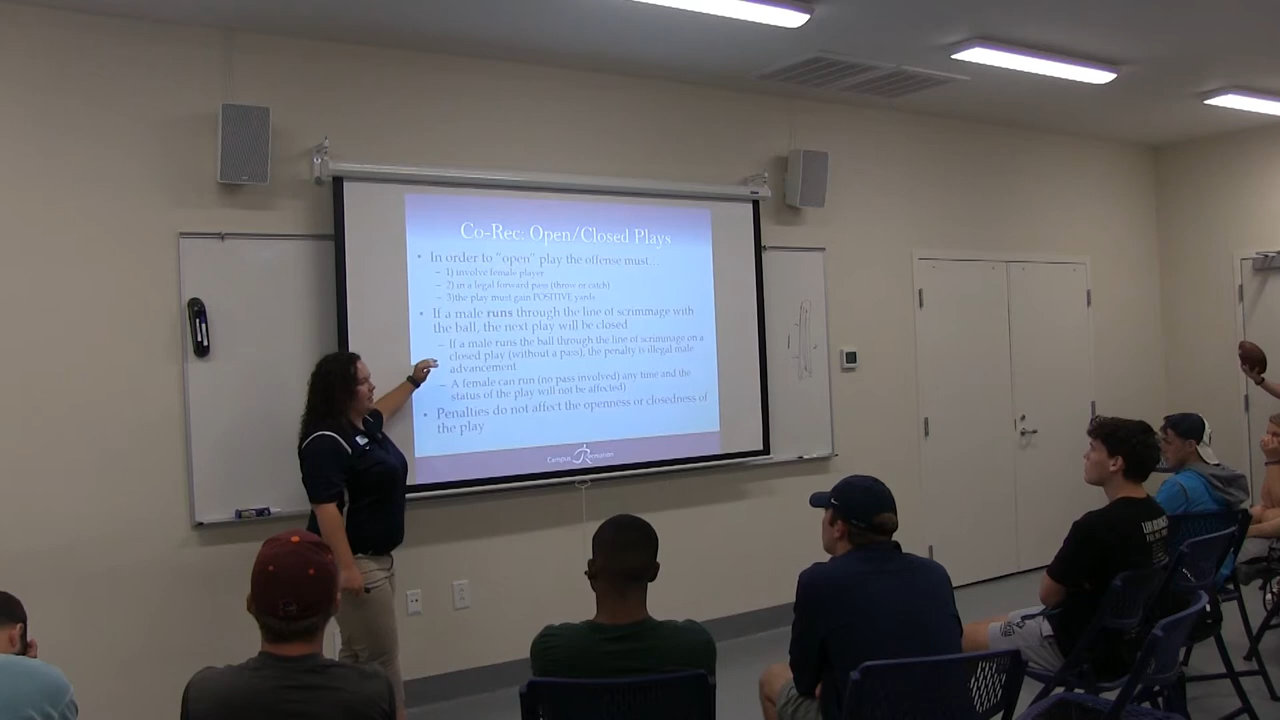 Co-Rec: Open/Closed Plays
• In order to "open" play the offense must...
– 1) involve female player
– 2) in a legal forward pass (throw or catch)
– 3)the play must gain POSITIVE yards
• If a male runs through the line of scrimmage with
the ball, the next play will be closed
– If a male runs the ball through the line of scrimmage on a
closed play (without a pass), the penalty is illegal male
advancement
– A female can run (no pass involved) any time and the
status of the play will not be affected)
• Penalties do not affect the openness or closedness of
the play
Campus Recreation